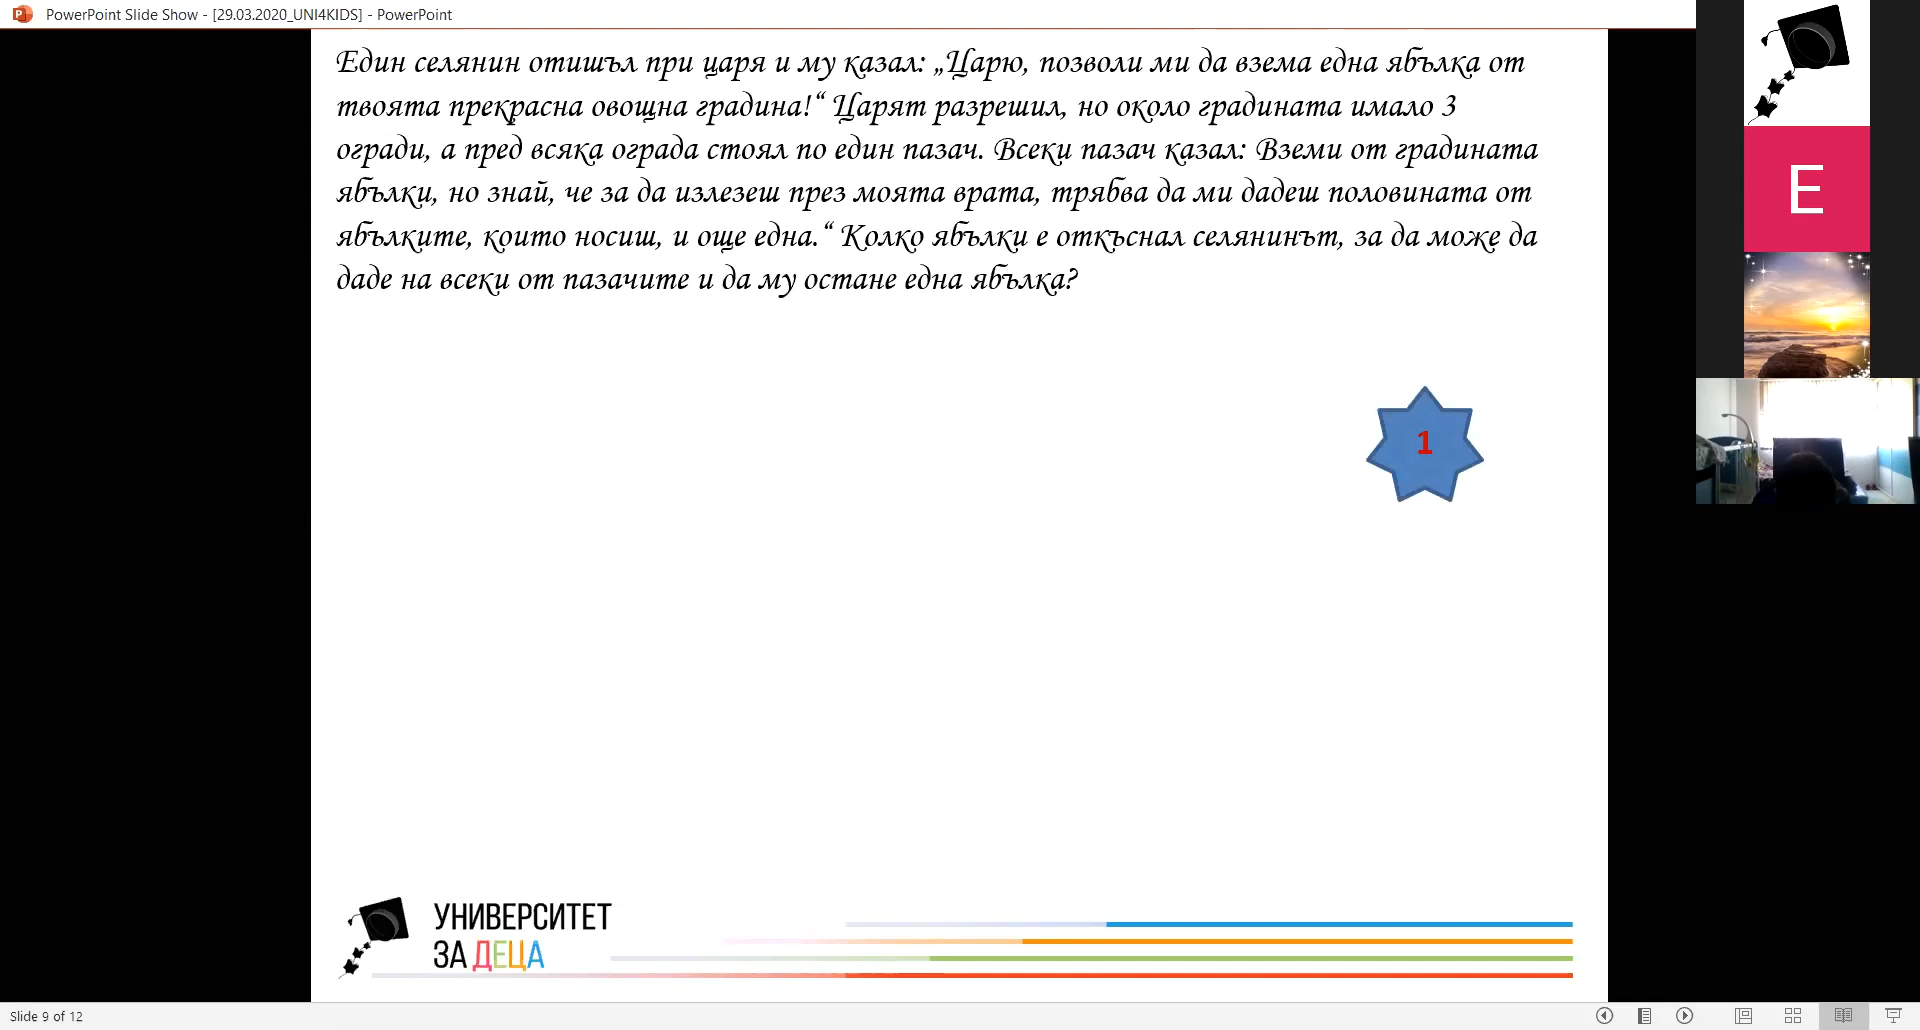 PowerPoint Slide Show - [29.03.2020_UNI4KIDS] - PowerPoint
Един селянин отишъл при царя и му казал: „Царю, позволи ми да взема една ябълка от
твоята прекрасна овощна градина!“ Царят разрешил, но около градината имало 3
огради, а пред всяка ограда стоял по един пазач. Всеки пазач казал: Вземи от градината
ябълки, но знай, че за да излезеш през моята врата, трябва да ми дадеш половината от
ябълките, които носиш, и още една.“ Колко ябълки е откъснал селянинът, за да може да
даде на всеки от пазачите и да му остане една ябълка?
E
1
УНИВЕРСИТЕТ
ЗА ДЕЦА
Slide 9 of 12